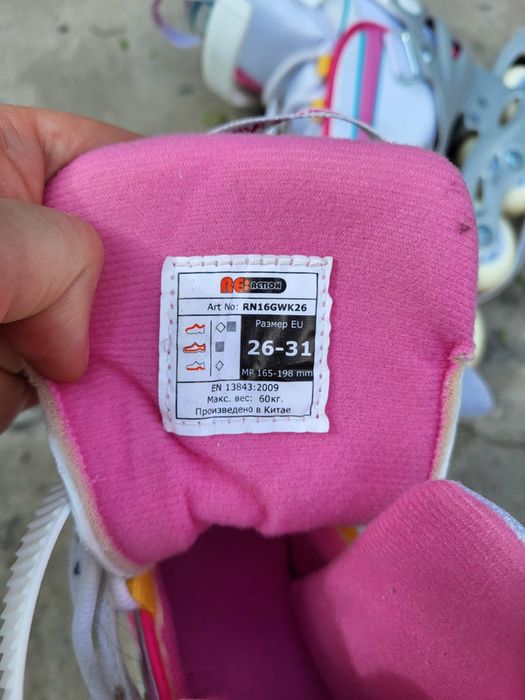 RE:ACTION
Art No: RN16GWK26
Размер EU
26-31
MP 165-198 mm
EN 13843:2009
Макс. вес: 60кг.
Произведено в Китае